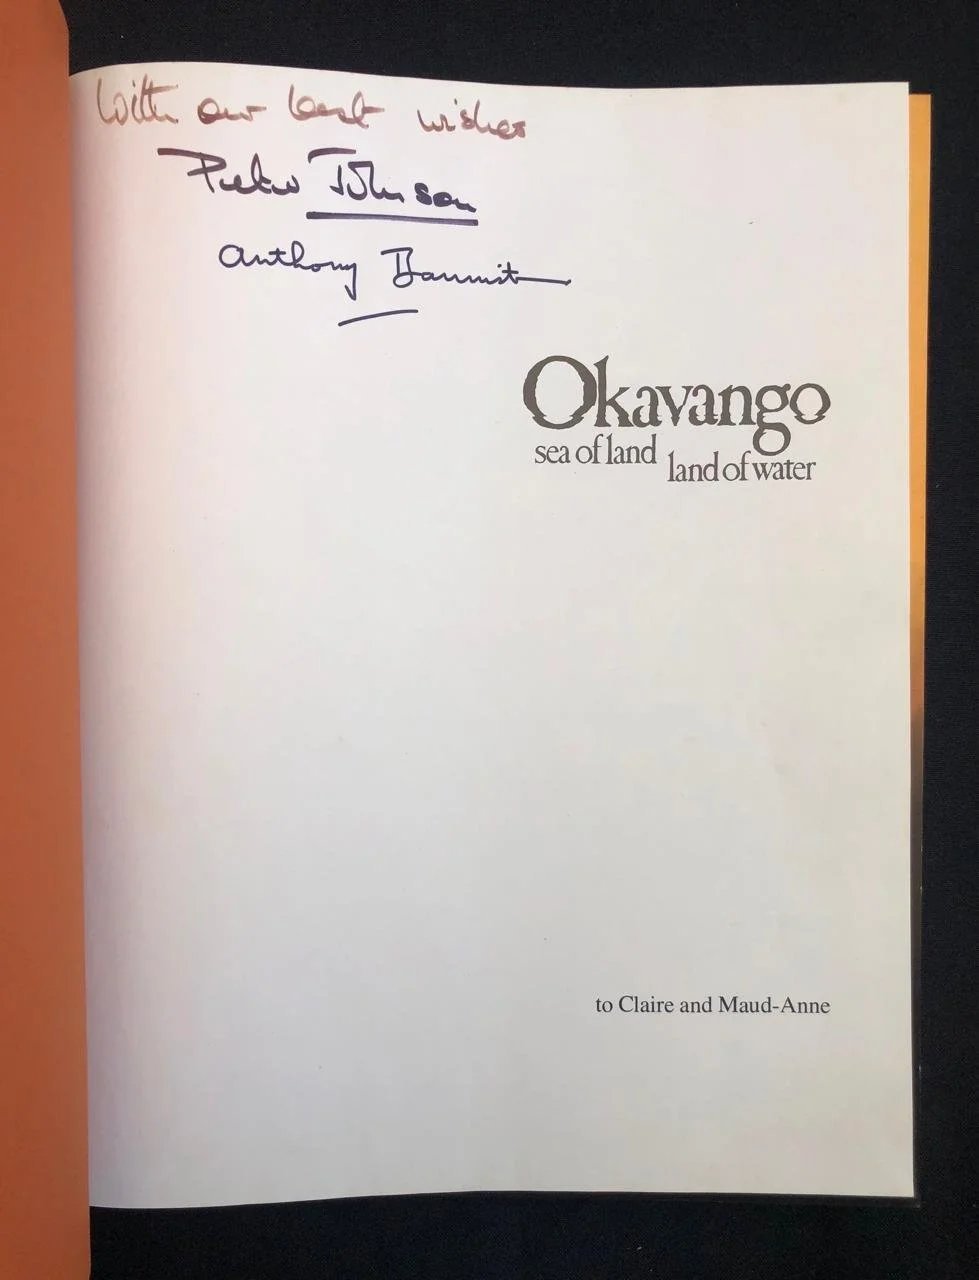 With our best wishes
Peter Johnson
Anthony Bannister
Okavango
sea of land land of water
to Claire and Maud-Anne